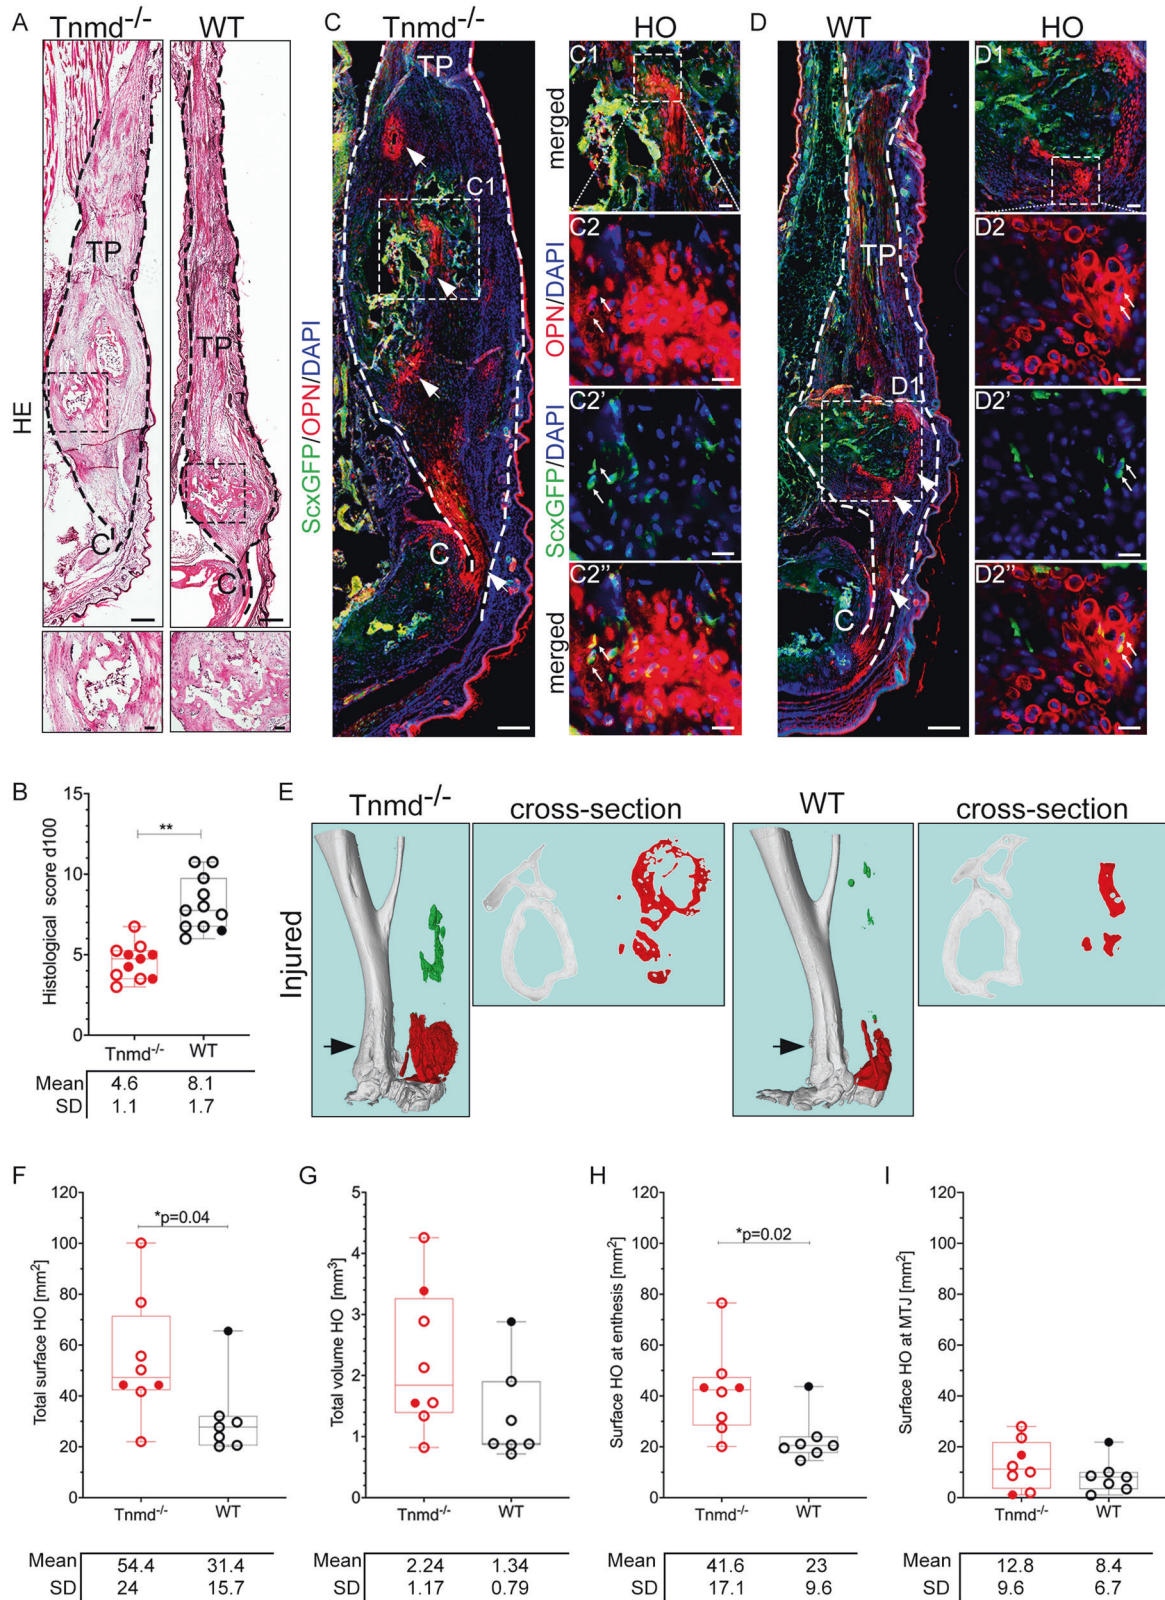 A Tnmd-/- WT C Tnmd-/- HO D WT HO
HE
TP
TP
C
C
ScxGFP/OPN/DAPI
TP
C1
C
merged
OPN/DAPI
ScxGFP/DAPI
merged
C1
C2
C2'
C2''
TP
D1
C
D1
D2
D2'
D2''
B
Histological score d100
15
10
5
0
**
Tnmd-/- WT
Mean 4.6 8.1
SD 1.1 1.7
E
Tnmd-/- cross-section WT cross-section
Injured
F
Total surface HO [mm²]
120
100
80
60
40
20
0
*p=0.04
Tnmd-/- WT
Mean 54.4 31.4
SD 24 15.7
G
Total volume HO [mm³]
5
4
3
2
1
0
Tnmd-/- WT
Mean 2.24 1.34
SD 1.17 0.79
H
Surface HO at enthesis [mm²]
120
100
80
60
40
20
0
*p=0.02
Tnmd-/- WT
Mean 41.6 23
SD 17.1 9.6
I
Surface HO at MTJ [mm²]
120
100
80
60
40
20
0
Tnmd-/- WT
Mean 12.8 8.4
SD 9.6 6.7